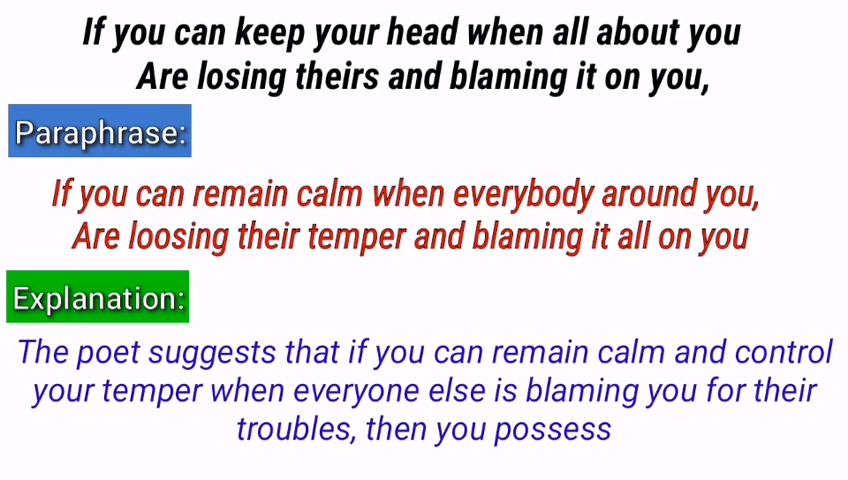 If you can keep your head when all about you
Are losing theirs and blaming it on you,
Paraphrase:
If you can remain calm when everybody around you,
Are loosing their temper and blaming it all on you
Explanation:
The poet suggests that if you can remain calm and control
your temper when everyone else is blaming you for their
troubles, then you possess